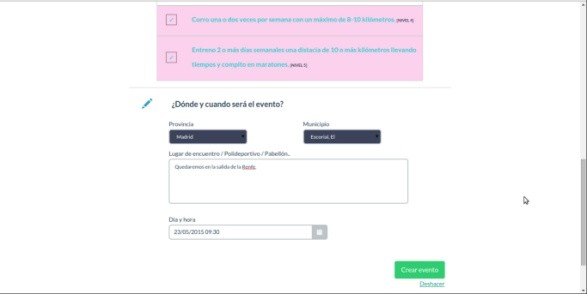 Corro una o dos veces por semana con un máximo de 8-10 kilómetros. (NIVEL 4)
Entreno 2 o más días semanales una distacia de 10 o más kilómetros llevando
tiempos y compito en maratones. (NIVEL 5)
¿Dónde y cuando será el evento?
Provincia
Municipio
Madrid
Escorial, El
Lugar de encuentro / Polideportivo / Pabellón..
Quedaremos en la salida de la Renfe.
Día y hora
23/05/2015 09:30
Crear evento
Deshacer